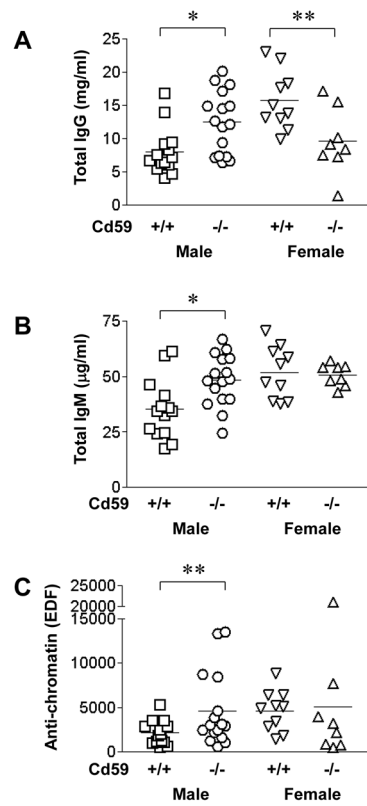 A
* **
Total IgG (mg/ml)
25
20
15
10
5
0
Cd59 +/+ -/- +/+ -/-
Male Female
B
*
Total IgM (μg/ml)
75
50
25
0
Cd59 +/+ -/- +/+ -/-
Male Female
C
**
Anti-chromatin (EDF)
25000
20000
15000
10000
5000
0
Cd59 +/+ -/- +/+ -/-
Male Female